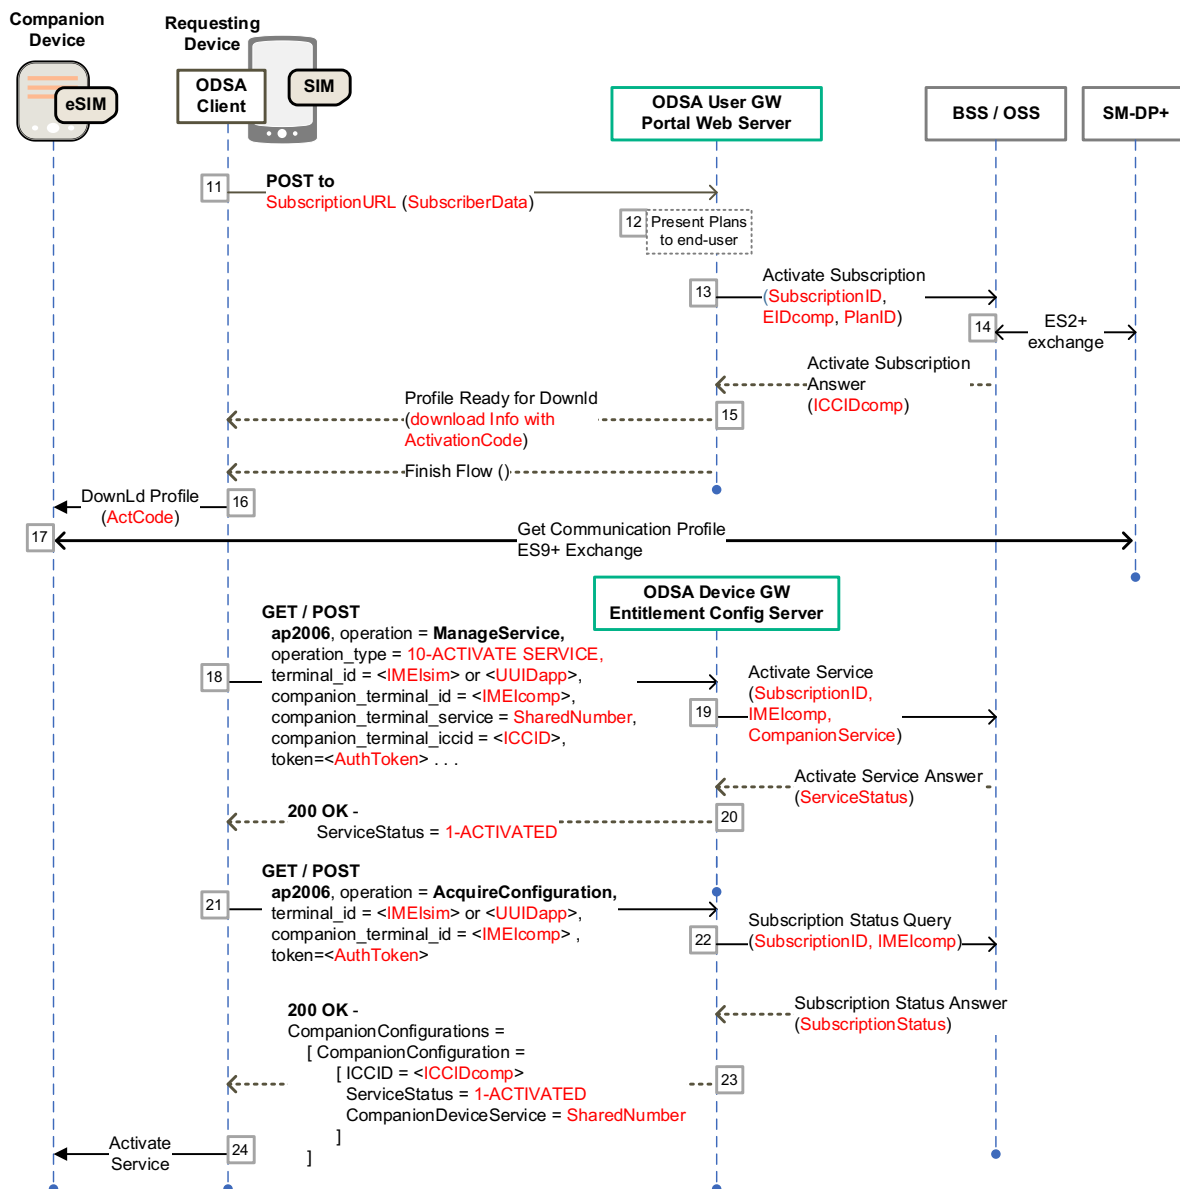 Companion
Device
Requesting
Device
eSIM
ODSA
Client
SIM
ODSA User GW
Portal Web Server
BSS / OSS
SM-DP+
11
POST to
SubscriptionURL (SubscriberData)
12
Present Plans
to end-user
13
Activate Subscription
(SubscriptionID,
EIDcomp, PlanID)
14
ES2+
exchange
Activate Subscription
Answer
(ICCIDcomp)
15
Profile Ready for Downld
(download Info with
ActivationCode)
Finish Flow ()
16
DownLd Profile
(ActCode)
17
Get Communication Profile
ES9+ Exchange
ODSA Device GW
Entitlement Config Server
18
GET / POST
ap2006, operation = ManageService,
operation_type = 10-ACTIVATE SERVICE,
terminal_id = <IMEIsim> or <UUIDapp>,
companion_terminal_id = <IMEIcomp>,
companion_terminal_service = SharedNumber,
companion_terminal_iccid = <ICCID>,
token=<AuthToken> . . .
19
Activate Service
(SubscriptionID,
IMEIcomp,
CompanionService)
Activate Service Answer
(ServiceStatus)
20
200 OK -
ServiceStatus = 1-ACTIVATED
21
GET / POST
ap2006, operation = AcquireConfiguration,
terminal_id = <IMEIsim> or <UUIDapp>,
companion_terminal_id = <IMEIcomp> ,
token=<AuthToken>
22
Subscription Status Query
(SubscriptionID, IMEIcomp)
Subscription Status Answer
(SubscriptionStatus)
23
200 OK -
CompanionConfigurations =
[ CompanionConfiguration =
[ ICCID = <ICCIDcomp>
ServiceStatus = 1-ACTIVATED
CompanionDeviceService = SharedNumber
]
]
24
Activate
Service